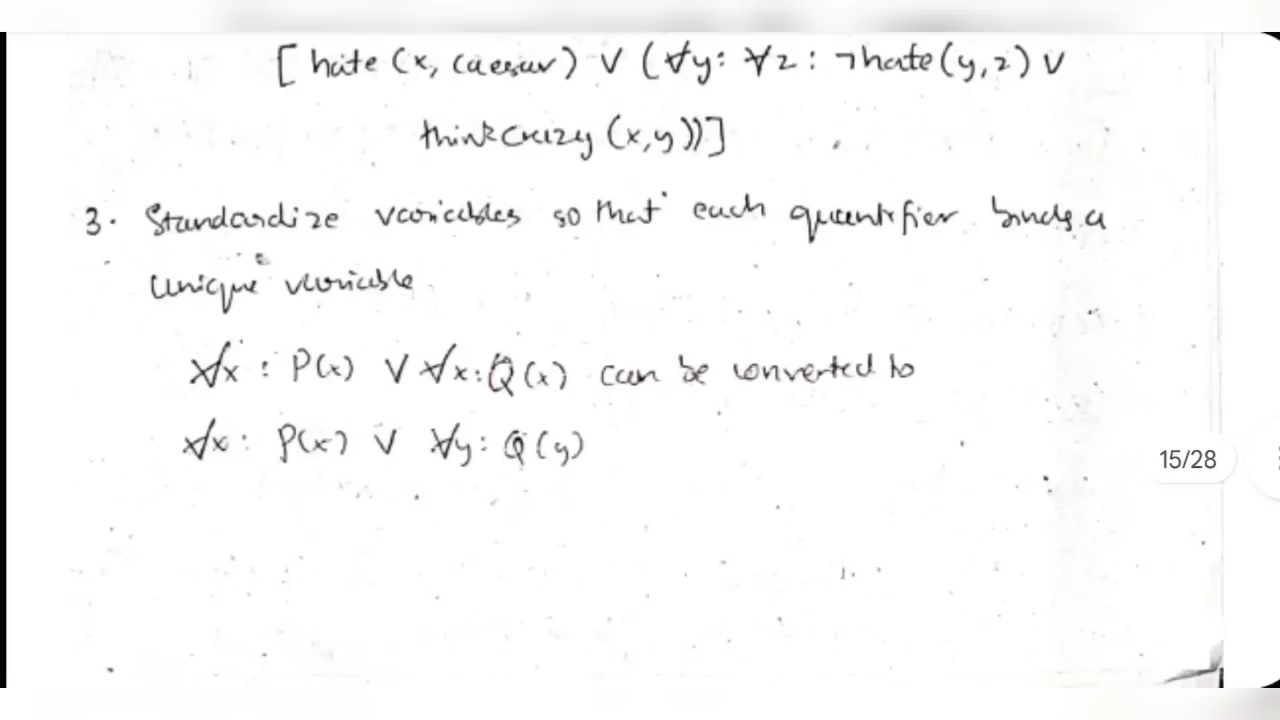 [hate (x, caesar) V (∀y: ∀z : ¬hate(y,z) V
thinkcrazy (x,y))]
3. Standardize variables so that each quantifier binds a
unique variable
∀x : P(x) V ∀x: Q(x) can be converted to
∀x: P(x) V ∀y: Q(y)
15/28